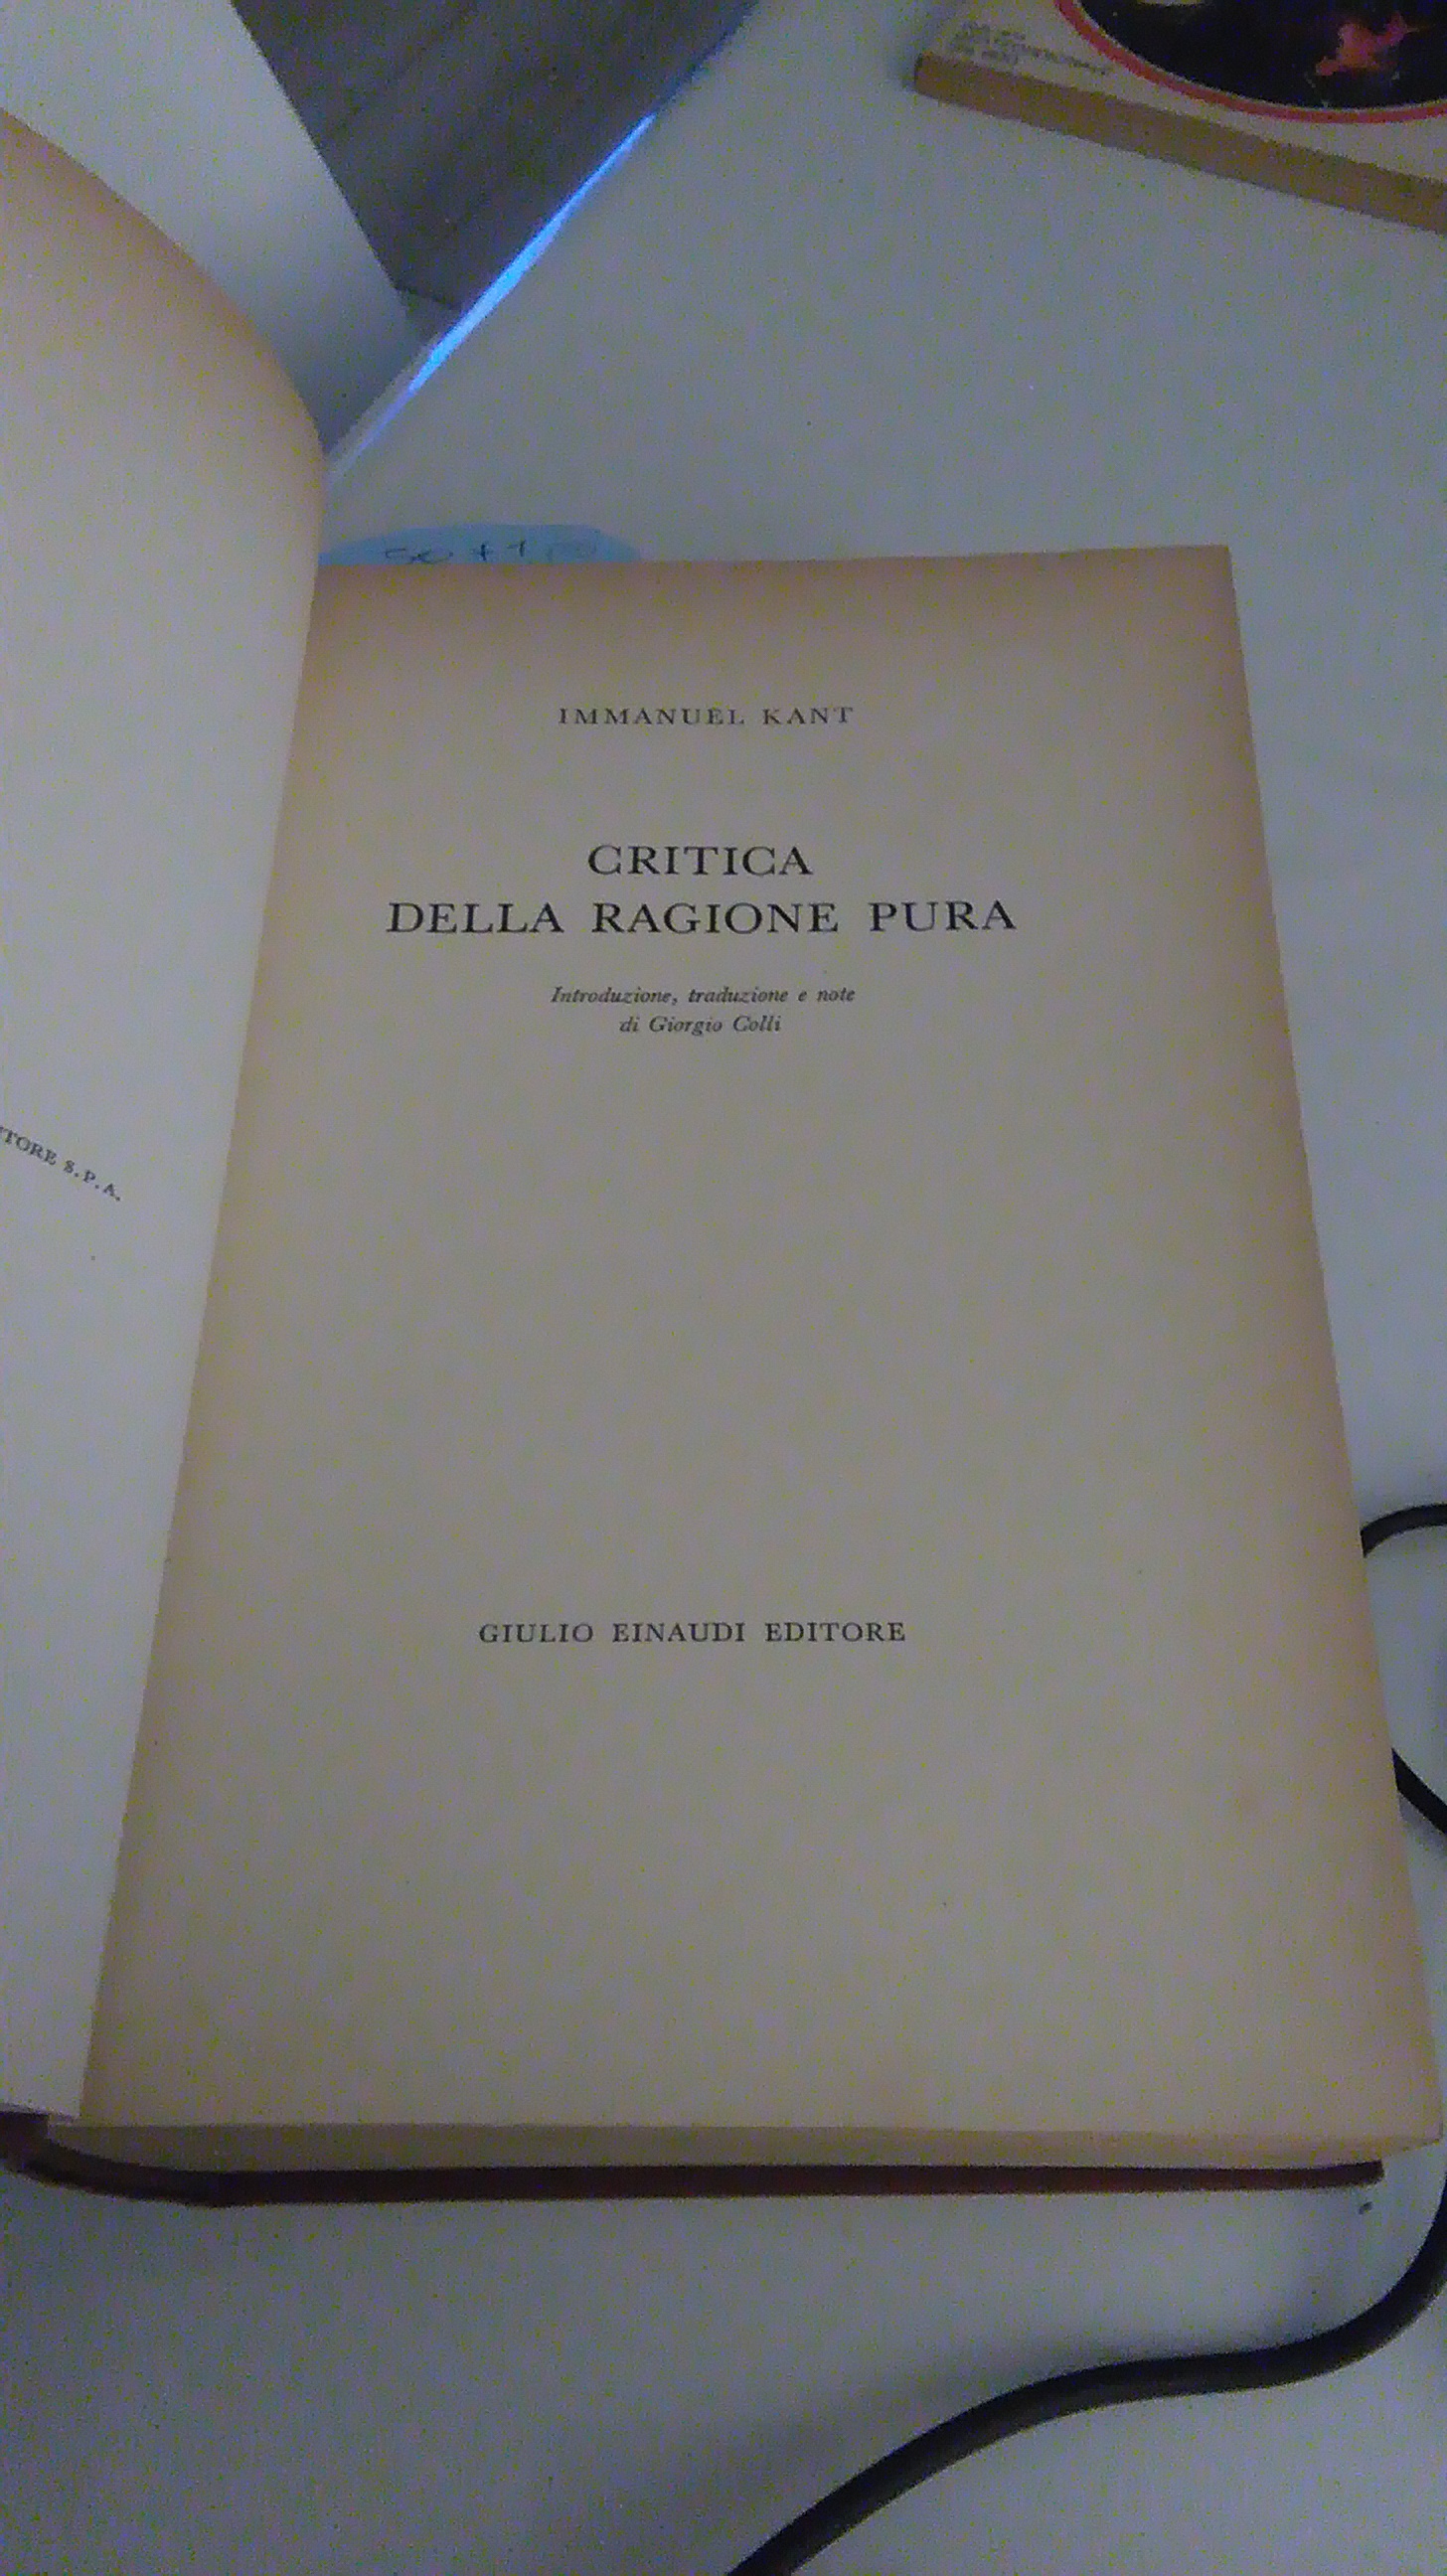 IMMANUEL KANT
CRITICA
DELLA RAGIONE PURA
Introduzione, traduzione e note
di Giorgio Colli
GIULIO EINAUDI EDITORE
S.P.A.